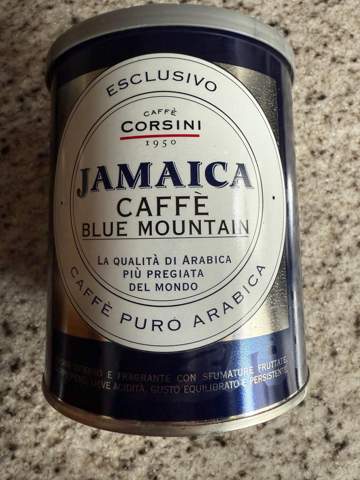 ESCLUSIVO
CAFFÈ
CORSINI
1950
JAMAICA
CAFFÈ
BLUE MOUNTAIN
LA QUALITÀ DI ARABICA
PIÙ PREGIATA
DEL MONDO
CAFFÈ PURO ARABICA
E FRAGRANTE CON SFUMATURE FRUTTATE,
LIEVE ACIDITÀ, GUSTO EQUILIBRATO E PERSISTENTE.